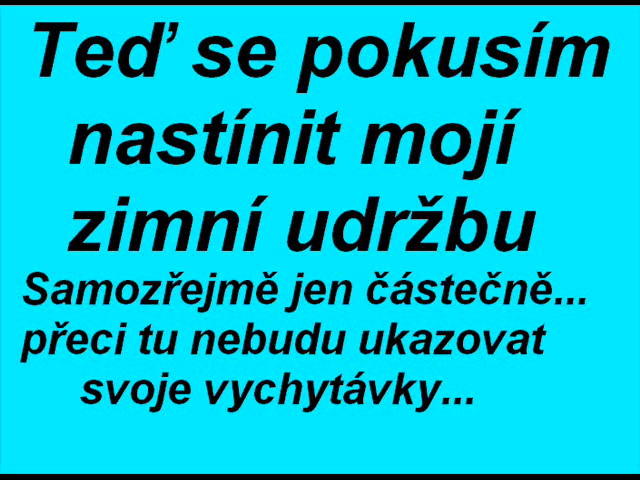 Teď se pokusím
nastínit mojí
zimní udržbu
Samozřejmě jen částečně...
přeci tu nebudu ukazovat
svoje vychytávky...